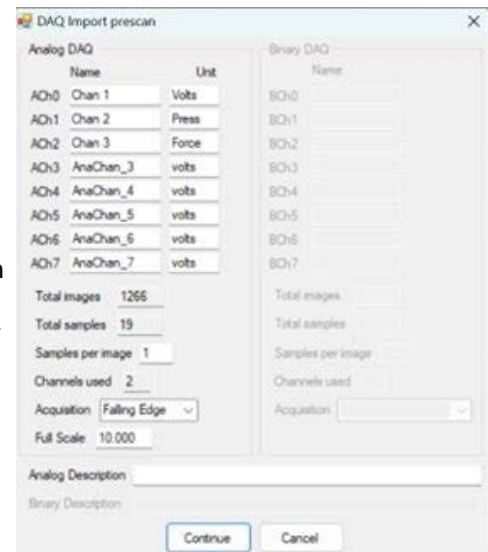 DAQ Import prescan
Analog DAQ
Name Unit
ACh0 Chan 1 Volts
ACh1 Chan 2 Press
ACh2 Chan 3 Force
ACh3 AnaChan_3 volts
ACh4 AnaChan_4 volts
ACh5 AnaChan_5 volts
ACh6 AnaChan_6 volts
ACh7 AnaChan_7 volts
Total images 1266
Total samples 19
Samples per image 1
Channels used 2
Acquisition Falling Edge
Full Scale 10.000
Binary DAQ
Name
BCh0
BCh1
BCh2
BCh3
BCh4
BCh5
BCh6
BCh7
Total images
Total samples
Samples per image
Channels used
Acquisition
Analog Description
Binary Description
Continue Cancel